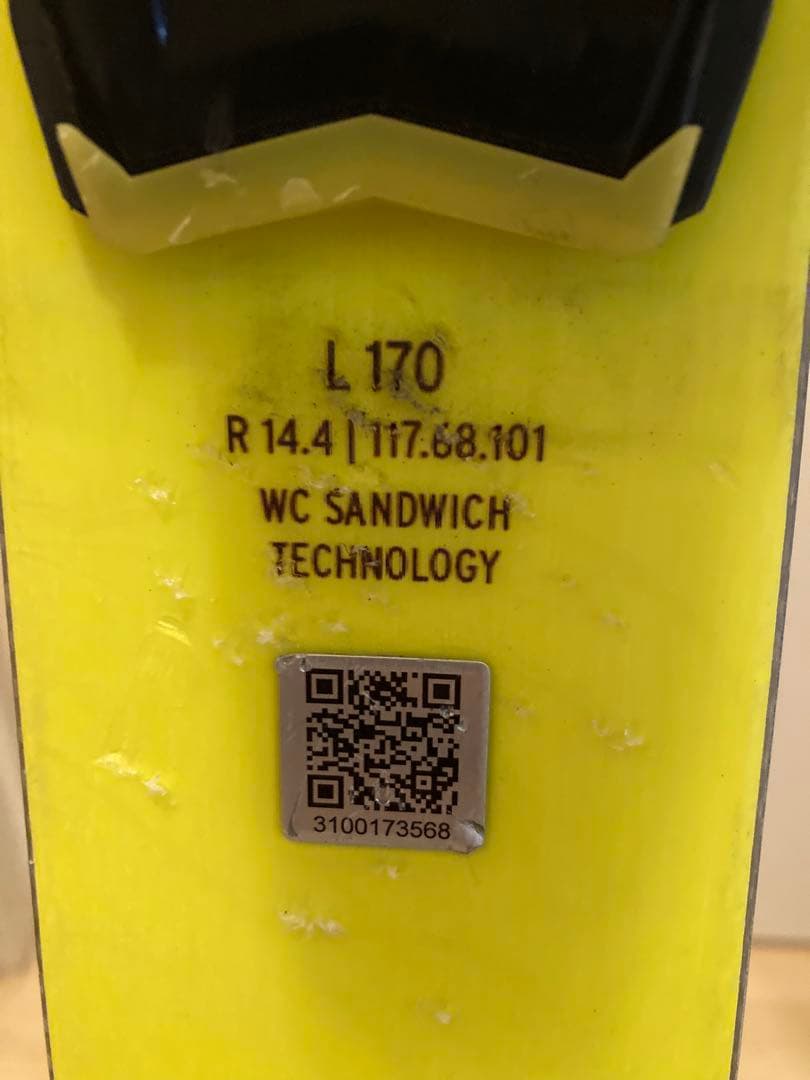 L 170
R 14.4 | 117.68.101
WC SANDWICH
TECHNOLOGY
3100173568